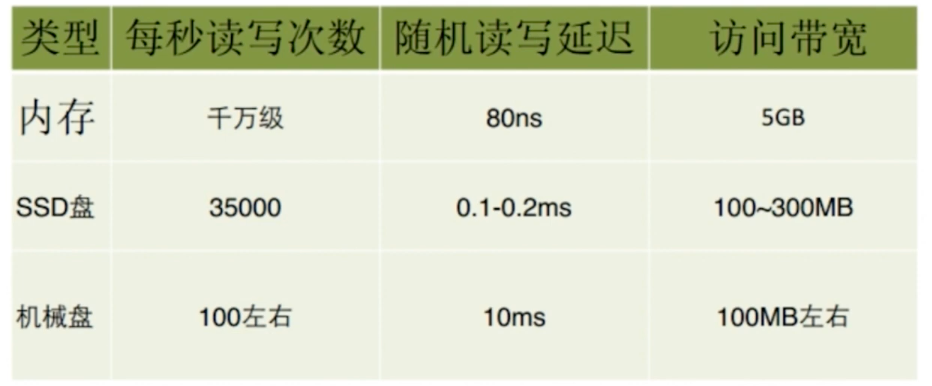 类型 每秒读写次数 随机读写延迟 访问带宽
内存 千万级 80ns 5GB
SSD盘 35000 0.1-0.2ms 100~300MB
机械盘 100左右 10ms 100MB左右